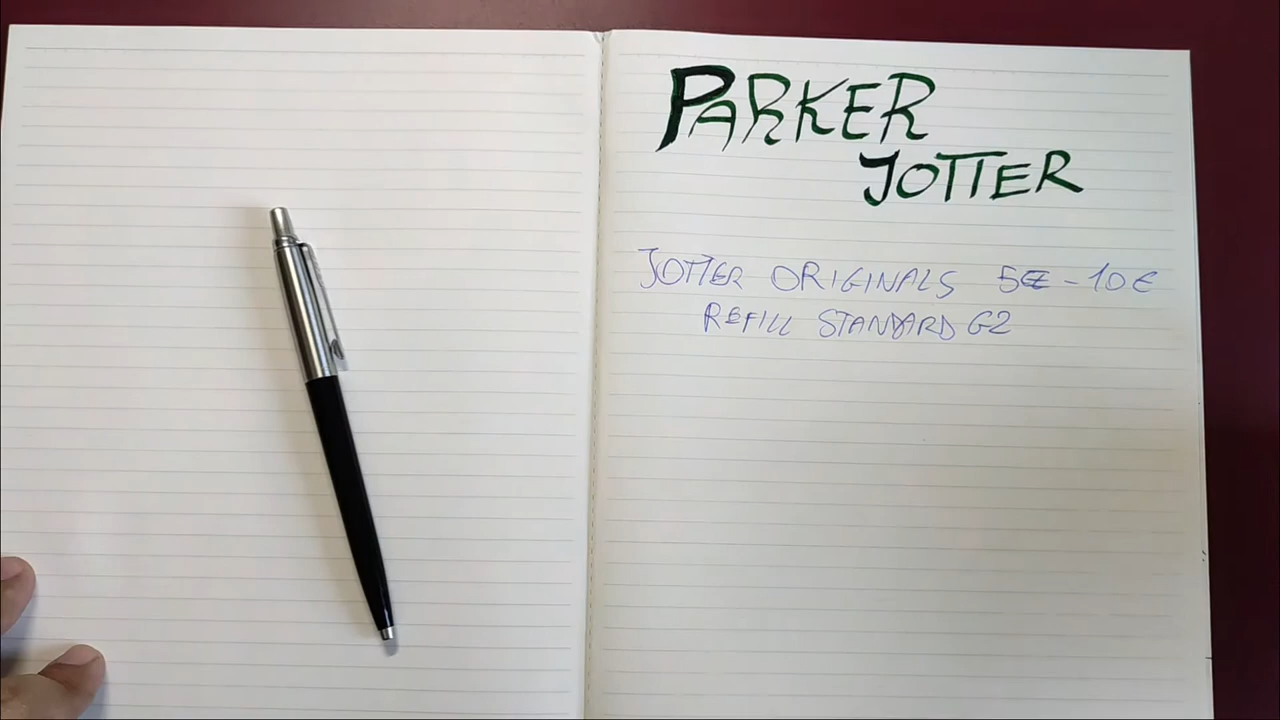 PARKER
JOTTER
JOTTER ORIGINALS 5€ - 10€
REFILL STANDARD G2